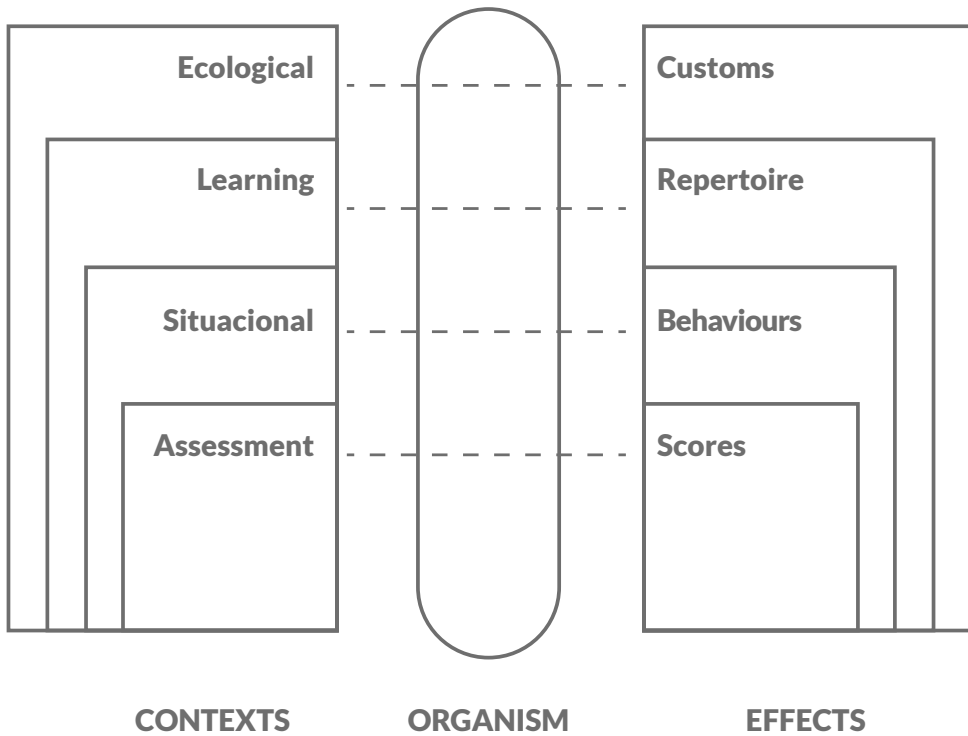 Ecological
Customs
Learning
Repertoire
Situacional
Behaviours
Assessment
Scores
CONTEXTS
ORGANISM
EFFECTS